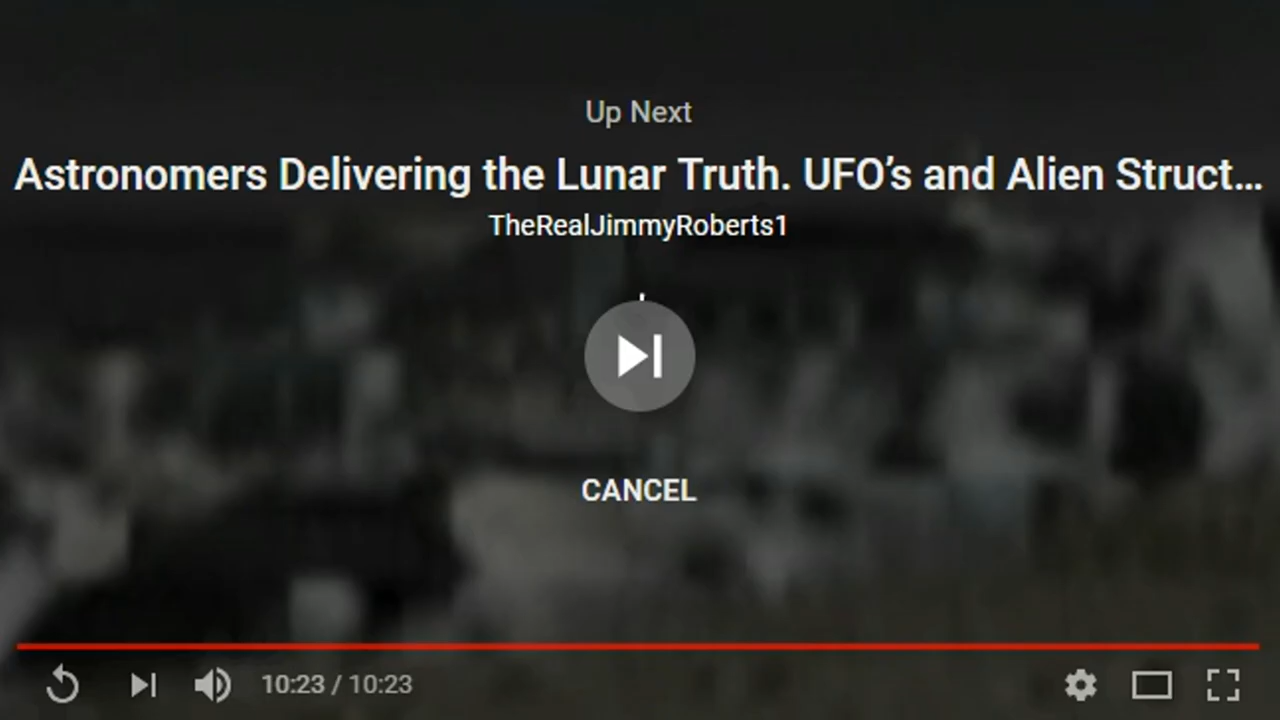 Up Next
Astronomers Delivering the Lunar Truth. UFO’s and Alien Struct...
TheRealJimmyRoberts1
CANCEL
10:23 / 10:23